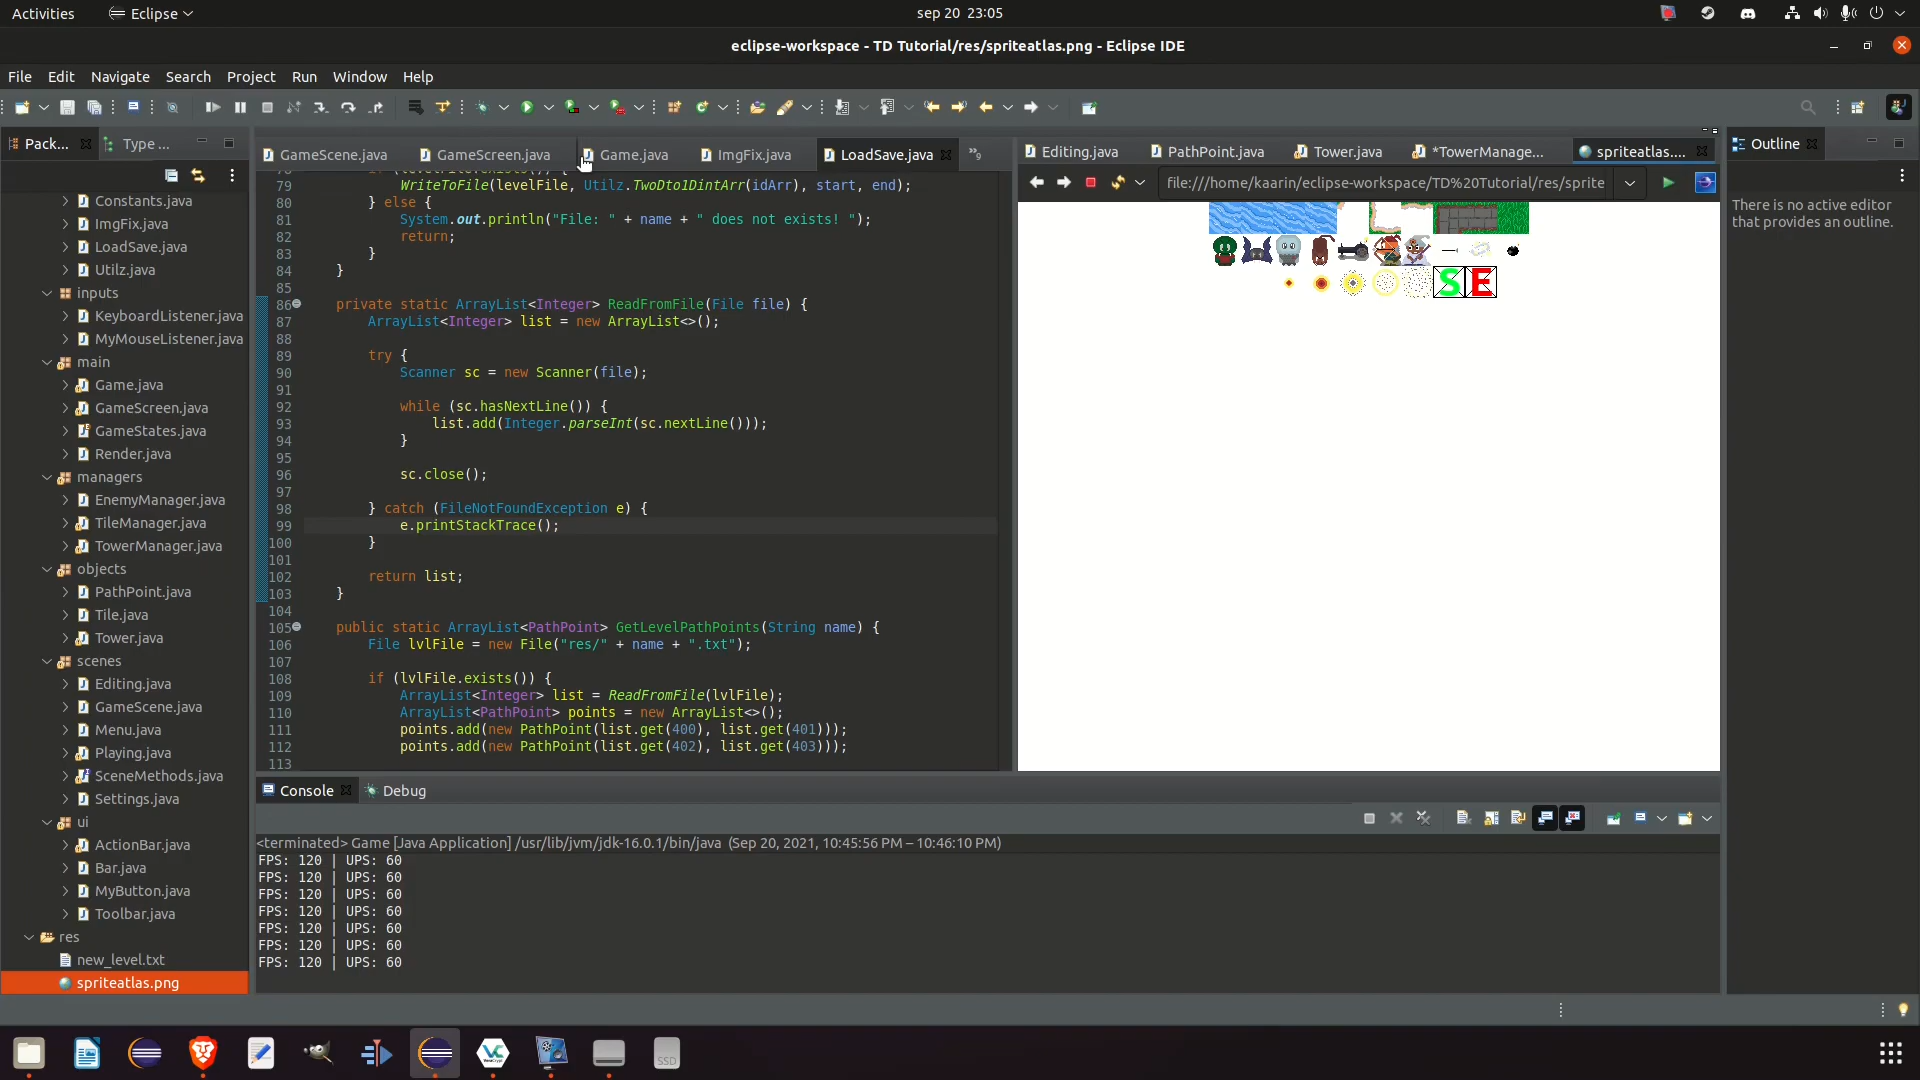 Activities
Eclipse
sep 20 23:05
eclipse-workspace - TD Tutorial/res/spriteatlas.png - Eclipse IDE
File Edit Navigate Search Project Run Window Help
Pack...
Type ...
Constants.java
ImgFix.java
LoadSave.java
Utilz.java
inputs
KeyboardListener.java
MyMouseListener.java
main
Game.java
GameScreen.java
GameStates.java
Render.java
managers
EnemyManager.java
TileManager.java
TowerManager.java
objects
PathPoint.java
Tile.java
Tower.java
scenes
Editing.java
GameScene.java
Menu.java
Playing.java
SceneMethods.java
Settings.java
ui
ActionBar.java
Bar.java
MyButton.java
Toolbar.java
res
new_level.txt
spriteatlas.png
GameScene.java
GameScreen.java
Game.java
ImgFix.java
LoadSave.java
»9
79 WriteToFile(levelFile, Utilz.TwoDto1DintArr(idArr), start, end);
80 } else {
81 System.out.println("File: " + name + " does not exists! ");
82 return;
83 }
84 }
85
86 private static ArrayList<Integer> ReadFromFile(File file) {
87 ArrayList<Integer> list = new ArrayList<>();
88
89 try {
90 Scanner sc = new Scanner(file);
91
92 while (sc.hasNextLine()) {
93 list.add(Integer.parseInt(sc.nextLine()));
94 }
95
96 sc.close();
97
98 } catch (FileNotFoundException e) {
99 e.printStackTrace();
100 }
101
102 return list;
103 }
104
105 public static ArrayList<PathPoint> GetLevelPathPoints(String name) {
106 File lvlFile = new File("res/" + name + ".txt");
107
108 if (lvlFile.exists()) {
109 ArrayList<Integer> list = ReadFromFile(lvlFile);
110 ArrayList<PathPoint> points = new ArrayList<>();
111 points.add(new PathPoint(list.get(400), list.get(401)));
112 points.add(new PathPoint(list.get(402), list.get(403)));
113
Editing.java
PathPoint.java
Tower.java
*TowerManage...
spriteatlas....
file:///home/kaarin/eclipse-workspace/TD%20Tutorial/res/sprite
S E
Outline
There is no active editor
that provides an outline.
Console
Debug
<terminated> Game [Java Application] /usr/lib/jvm/jdk-16.0.1/bin/java (Sep 20, 2021, 10:45:56 PM – 10:46:10 PM)
FPS: 120 | UPS: 60
FPS: 120 | UPS: 60
FPS: 120 | UPS: 60
FPS: 120 | UPS: 60
FPS: 120 | UPS: 60
FPS: 120 | UPS: 60
FPS: 120 | UPS: 60
SSD